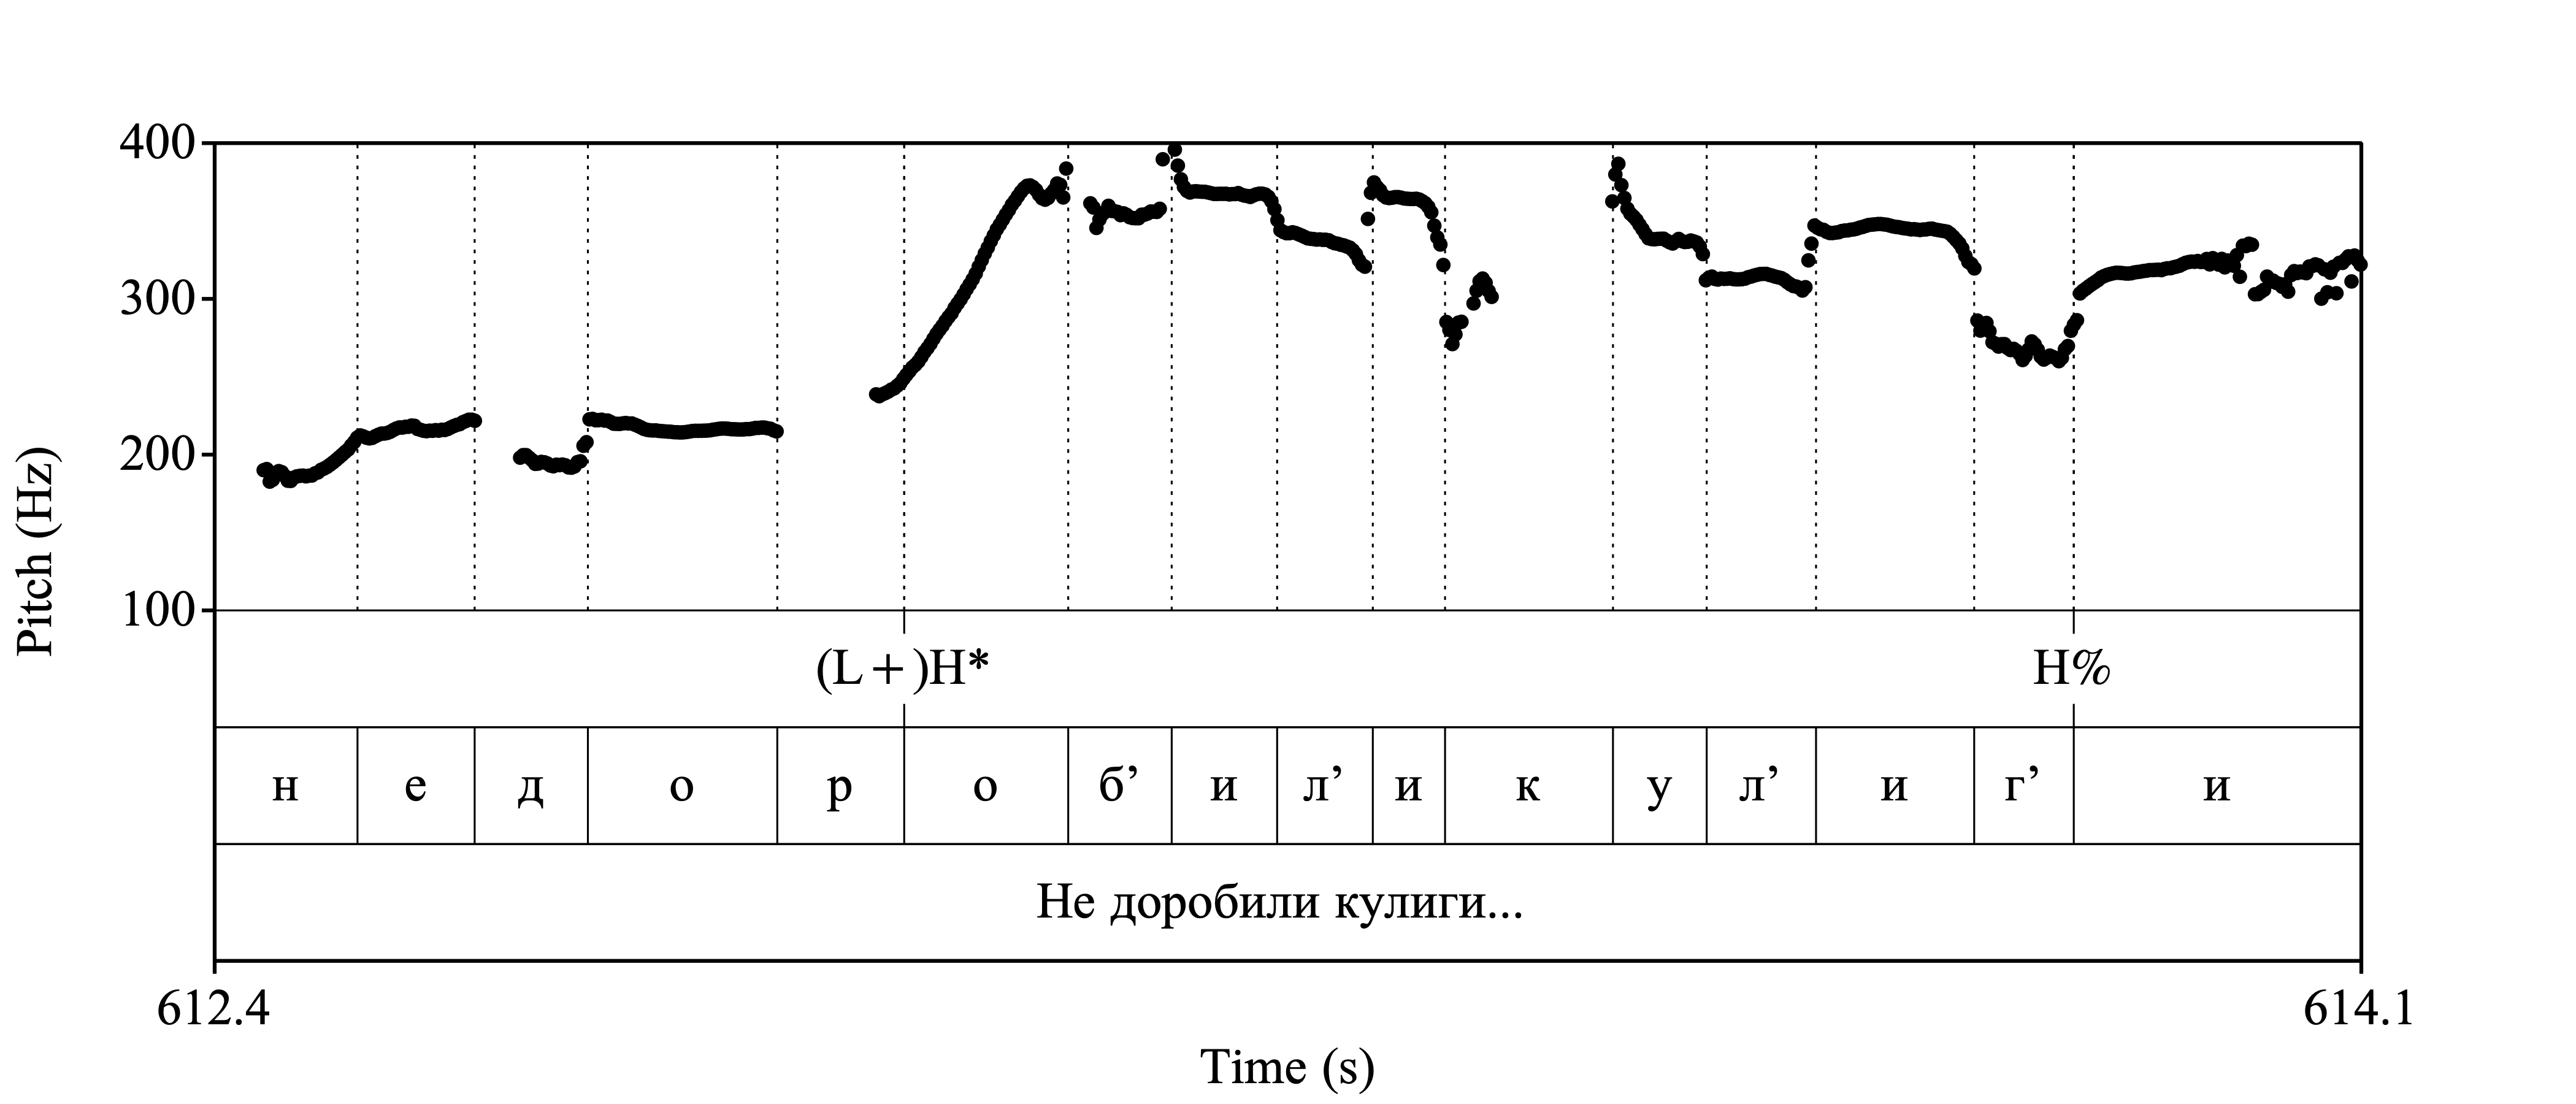 400
300
200
100
Pitch (Hz)
(L+)H* H%
н е д о р о б’ и л’ и к у л’ и г’ и
Не доробили кулиги...
612.4 614.1
Time (s)